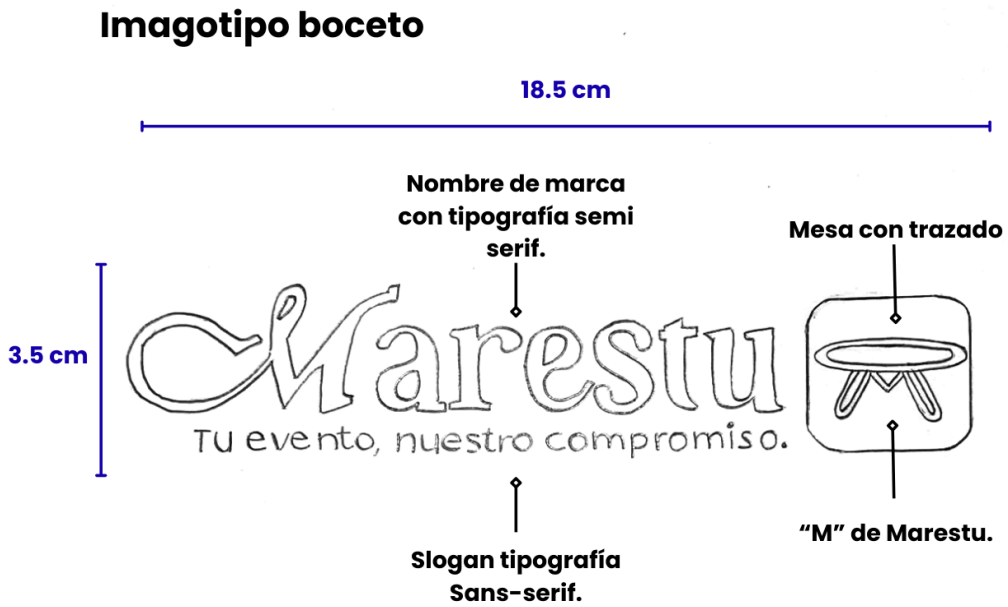 Imagotipo boceto
18.5 cm
Nombre de marca
con tipografía semi
serif.
Mesa con trazado
3.5 cm
Marestu
Tu evento, nuestro compromiso.
“M” de Marestu.
Slogan tipografía
Sans-serif.